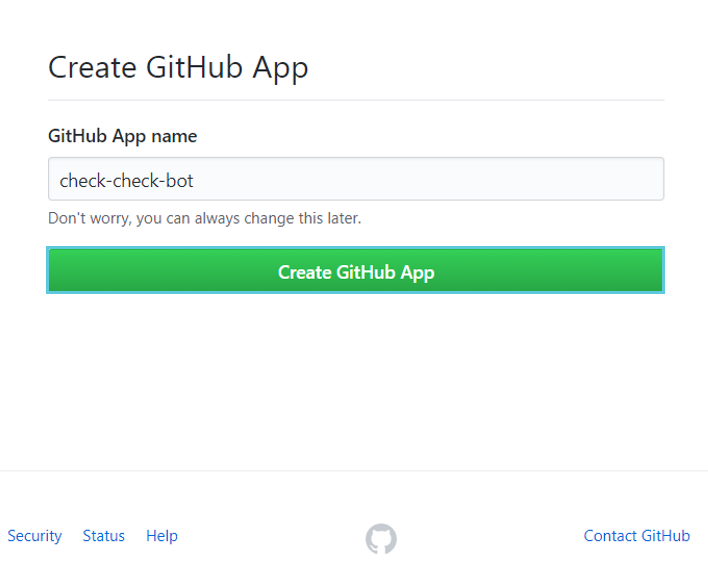 Create GitHub App
GitHub App name
check-check-bot
Don't worry, you can always change this later.
Create GitHub App
Security Status Help Contact GitHub